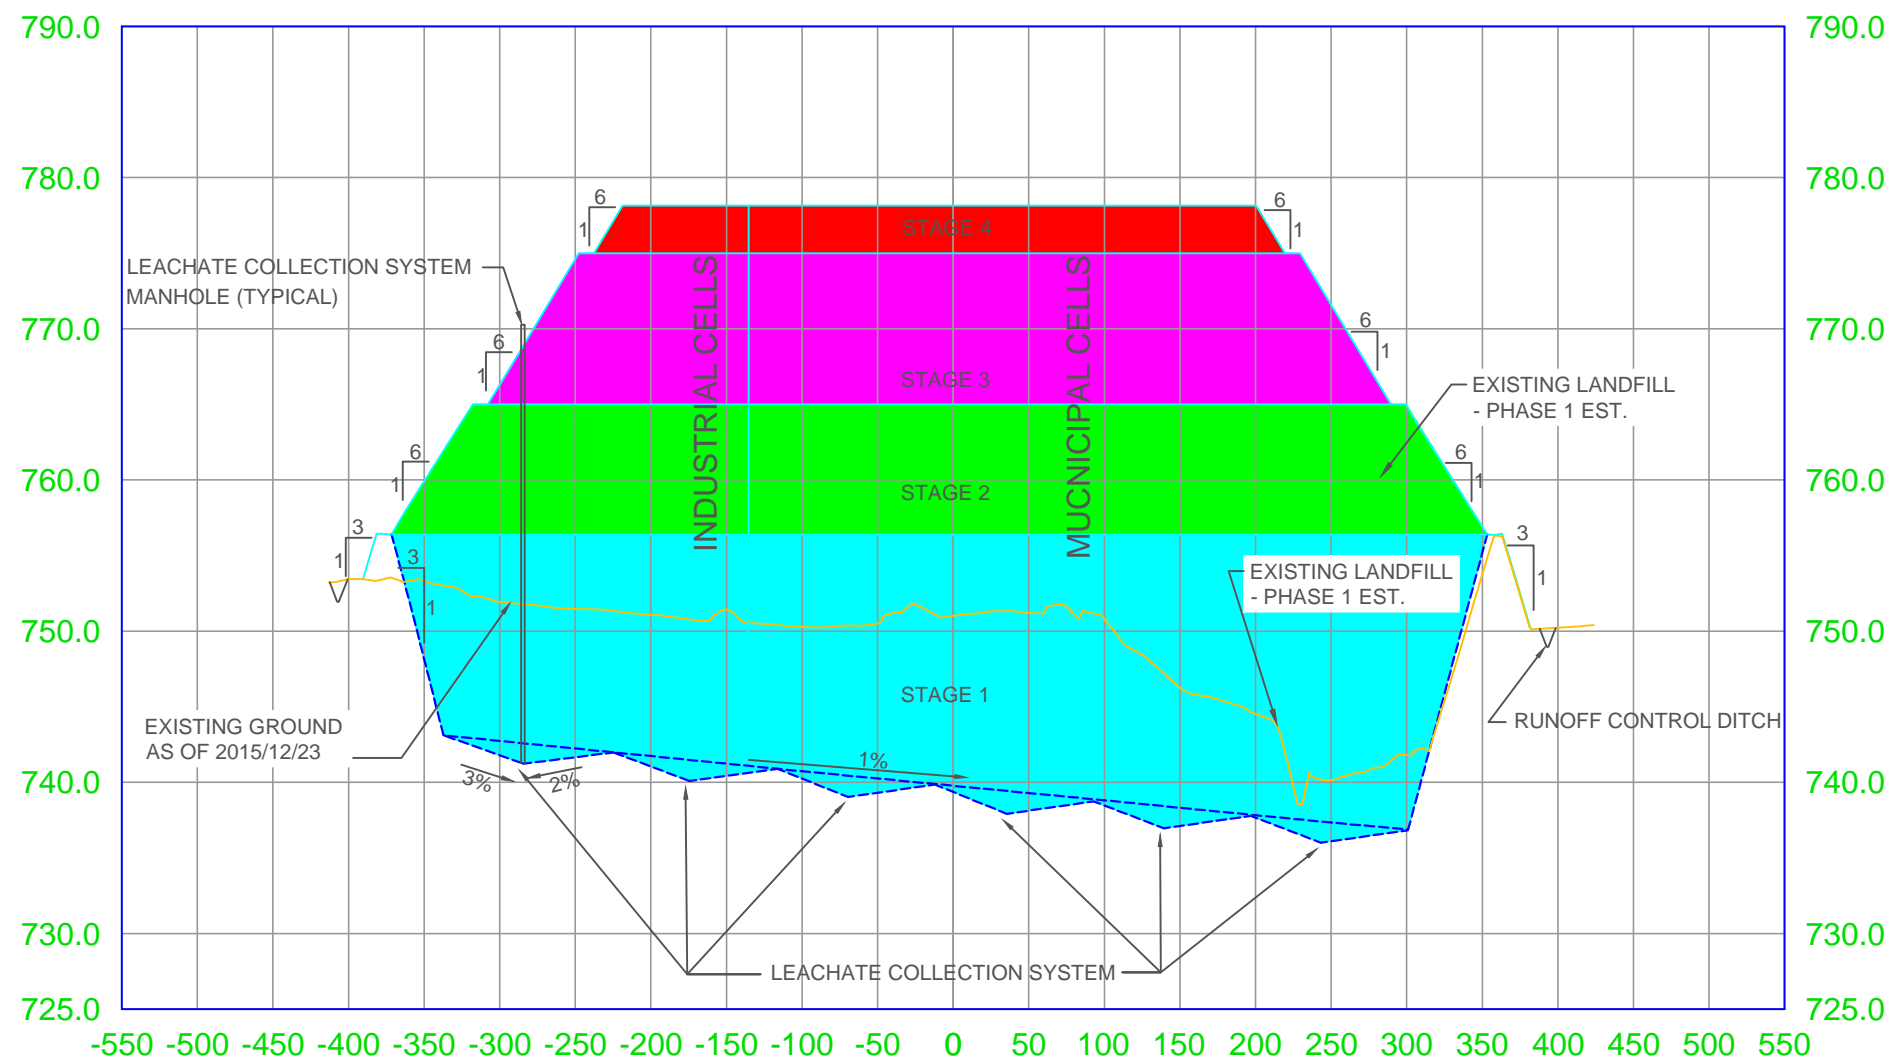 790.0
790.0
780.0
780.0
6
1
6
1
STAGE 4
LEACHATE COLLECTION SYSTEM
MANHOLE (TYPICAL)
INDUSTRIAL CELLS
MUCNICIPAL CELLS
770.0
770.0
6
1
6
1
STAGE 3
EXISTING LANDFILL
- PHASE 1 EST.
6
1
6
1
760.0
760.0
STAGE 2
3
1
3
1
3
1
EXISTING LANDFILL
- PHASE 1 EST.
750.0
750.0
STAGE 1
EXISTING GROUND
AS OF 2015/12/23
RUNOFF CONTROL DITCH
3%
2%
1%
740.0
740.0
730.0
730.0
LEACHATE COLLECTION SYSTEM
725.0
725.0
-550 -500 -450 -400 -350 -300 -250 -200 -150 -100 -50 0 50 100 150 200 250 300 350 400 450 500 550